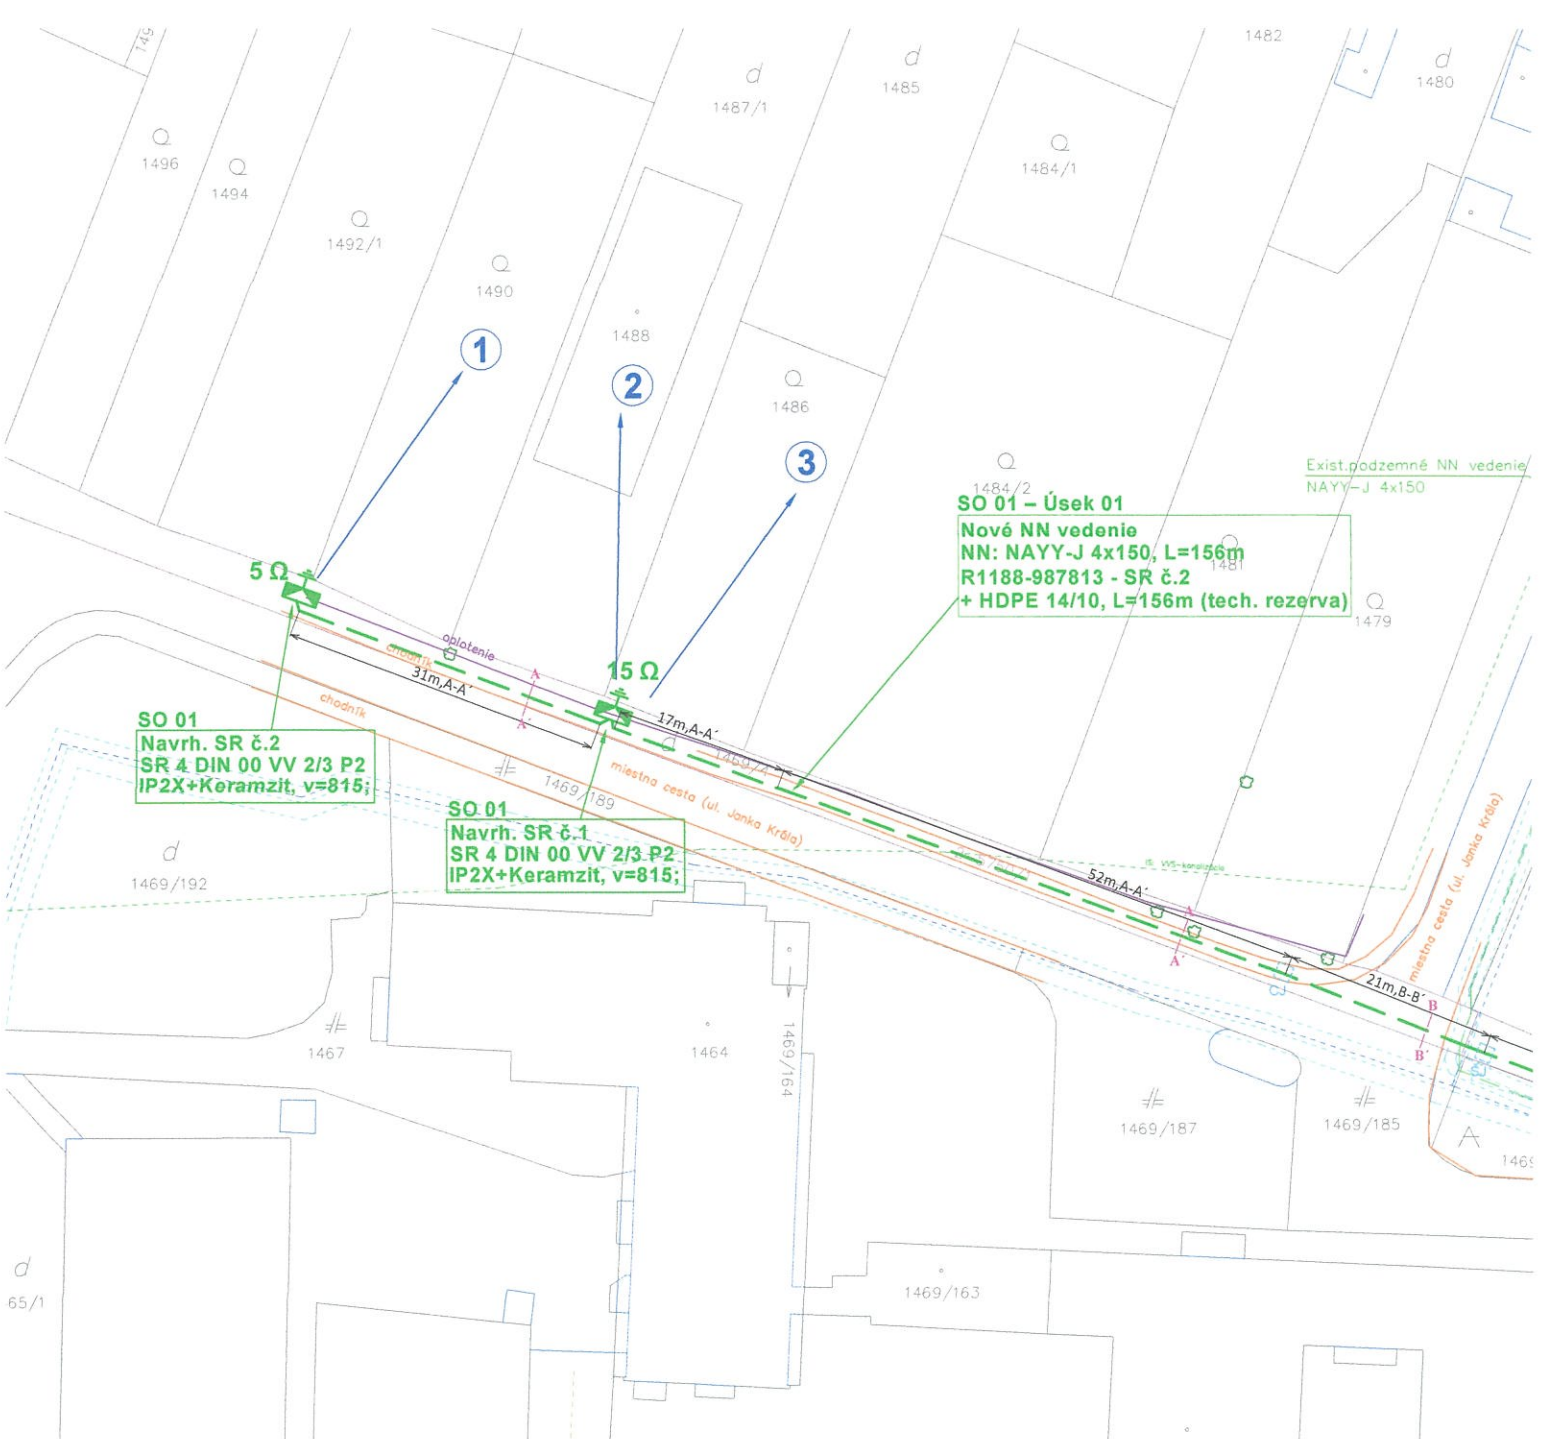 149
1482
d
1480
d
1485
d
1487/1
1496
1494
1484/1
1492/1
1490
1488
1
2
1486
3
1484/2
Exist.podzemné NN vedenie
NAYY-J 4x150
SO 01 – Úsek 01
Nové NN vedenie
NN: NAYY-J 4x150, L=156m
R1188-987813 - SR č.2
+ HDPE 14/10, L=156m (tech. rezerva)
1481
1479
5 Ω
oplotenie
chodník
31m,A-A´
A
A´
15 Ω
17m,A-A´
d
chodník
SO 01
Navrh. SR č.2
SR 4 DIN 00 VV 2/3 P2
IP2X+Keramzit, v=815;
1469/189
miestna cesta (ul. Janka Kráľa)
SO 01
Navrh. SR č.1
SR 4 DIN 00 VV 2/3 P2
IP2X+Keramzit, v=815;
d
1469/192
52m,A-A´
A
A´
miestna cesta (ul. Janka Kráľa)
21m,B-B´
B
B´
1467
1464
1469/164
1469/187
1469/185
A
1469
d
65/1
1469/163